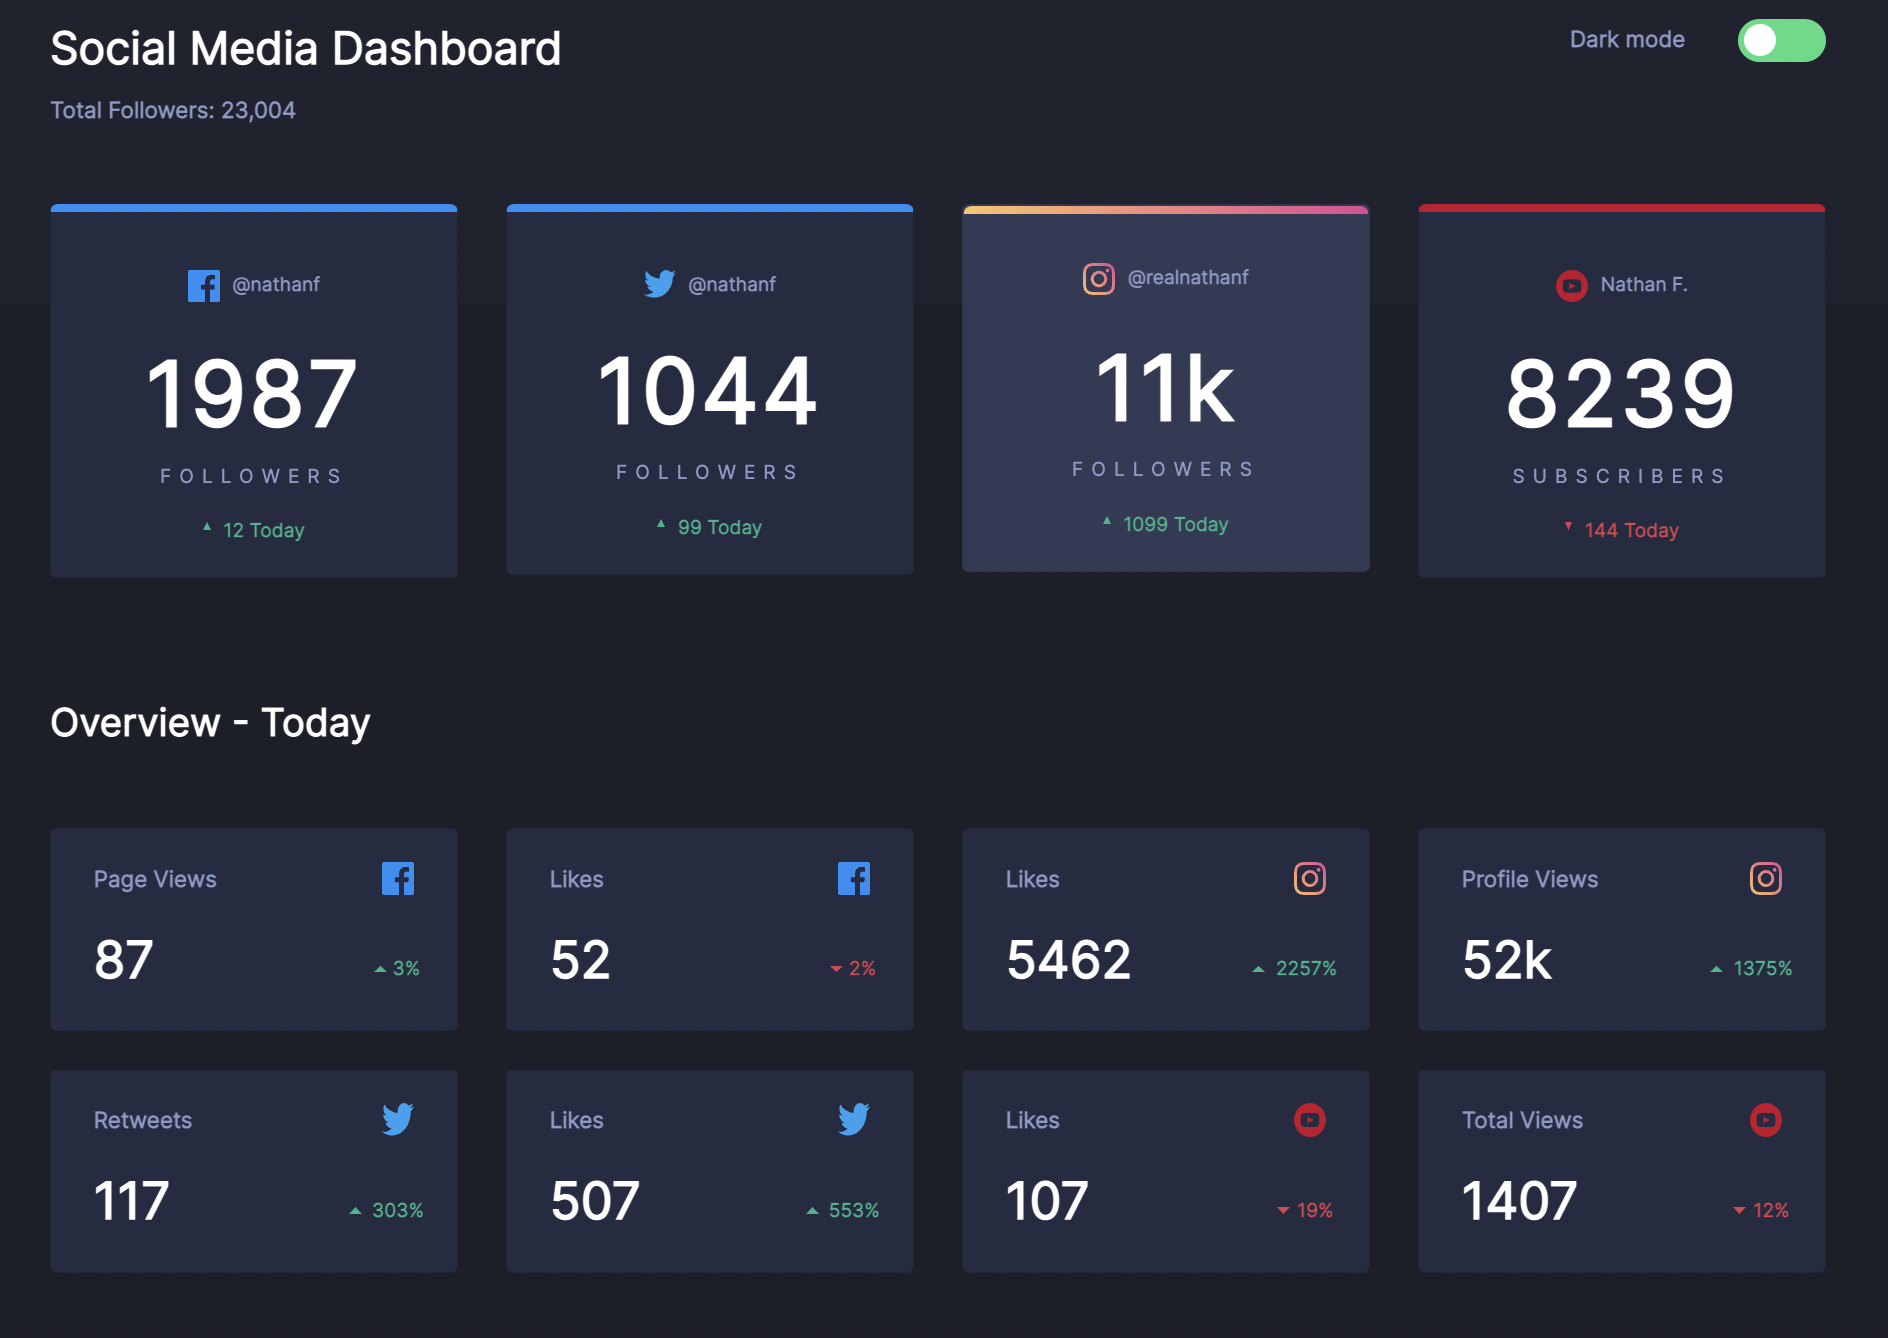 Social Media Dashboard
Dark mode
Total Followers: 23,004
@nathanf
1987
FOLLOWERS
12 Today
@nathanf
1044
FOLLOWERS
99 Today
@realnathanf
11k
FOLLOWERS
1099 Today
Nathan F.
8239
SUBSCRIBERS
144 Today
Overview - Today
Page Views
87
3%
Likes
52
2%
Likes
5462
2257%
Profile Views
52k
1375%
Retweets
117
303%
Likes
507
553%
Likes
107
19%
Total Views
1407
12%